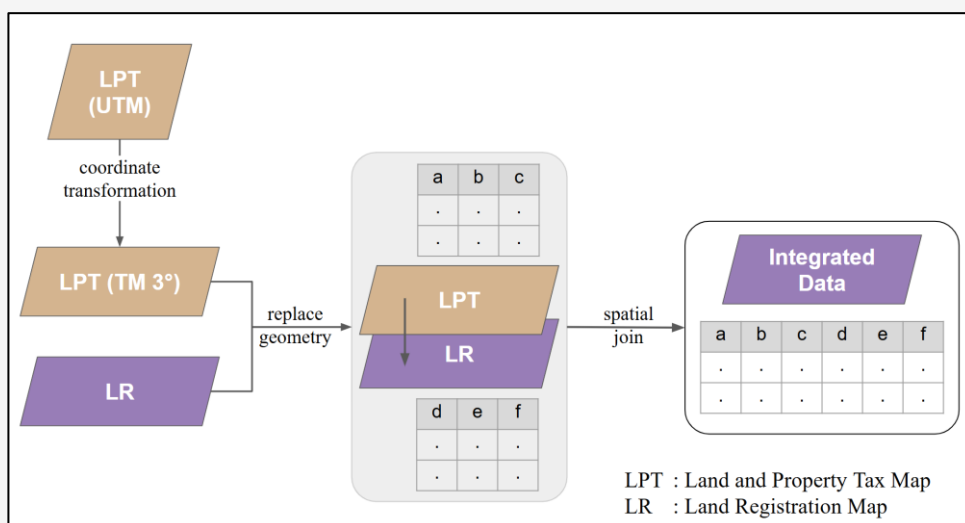 LPT
(UTM)
coordinate
transformation
LPT (TM 3°)
LR
replace
geometry
a b c
. . .
. . .
LPT
LR
d e f
. . .
. . .
spatial
join
Integrated
Data
a b c d e f
. . . . . .
. . . . . .
LPT : Land and Property Tax Map
LR : Land Registration Map